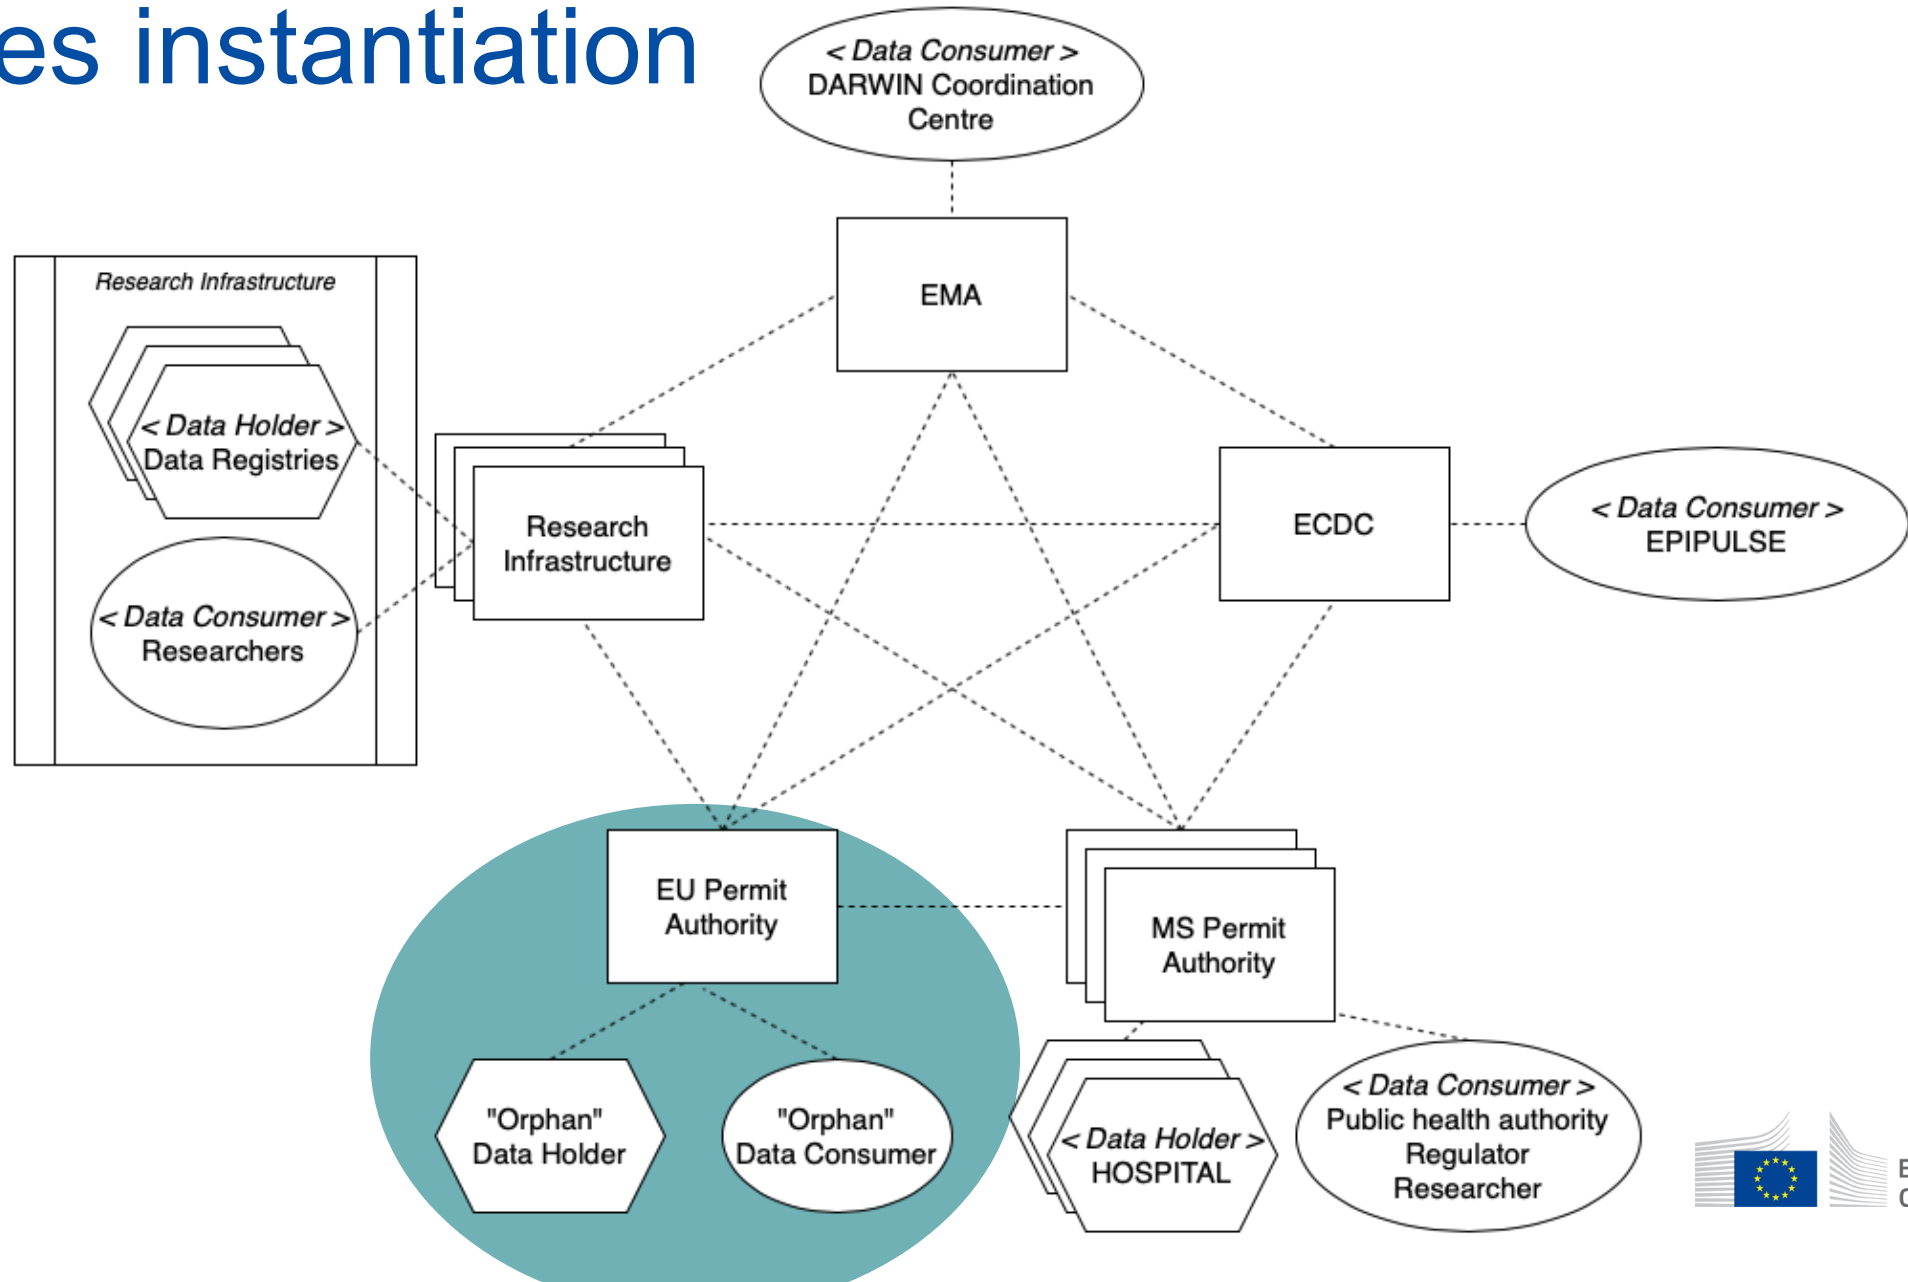 es instantiation
< Data Consumer >
DARWIN Coordination
Centre
EMA
Research Infrastructure
< Data Holder >
Data Registries
< Data Consumer >
Researchers
Research
Infrastructure
ECDC
< Data Consumer >
EPIPULSE
EU Permit
Authority
MS Permit
Authority
"Orphan"
Data Holder
"Orphan"
Data Consumer
< Data Holder >
HOSPITAL
< Data Consumer >
Public health authority
Regulator
Researcher